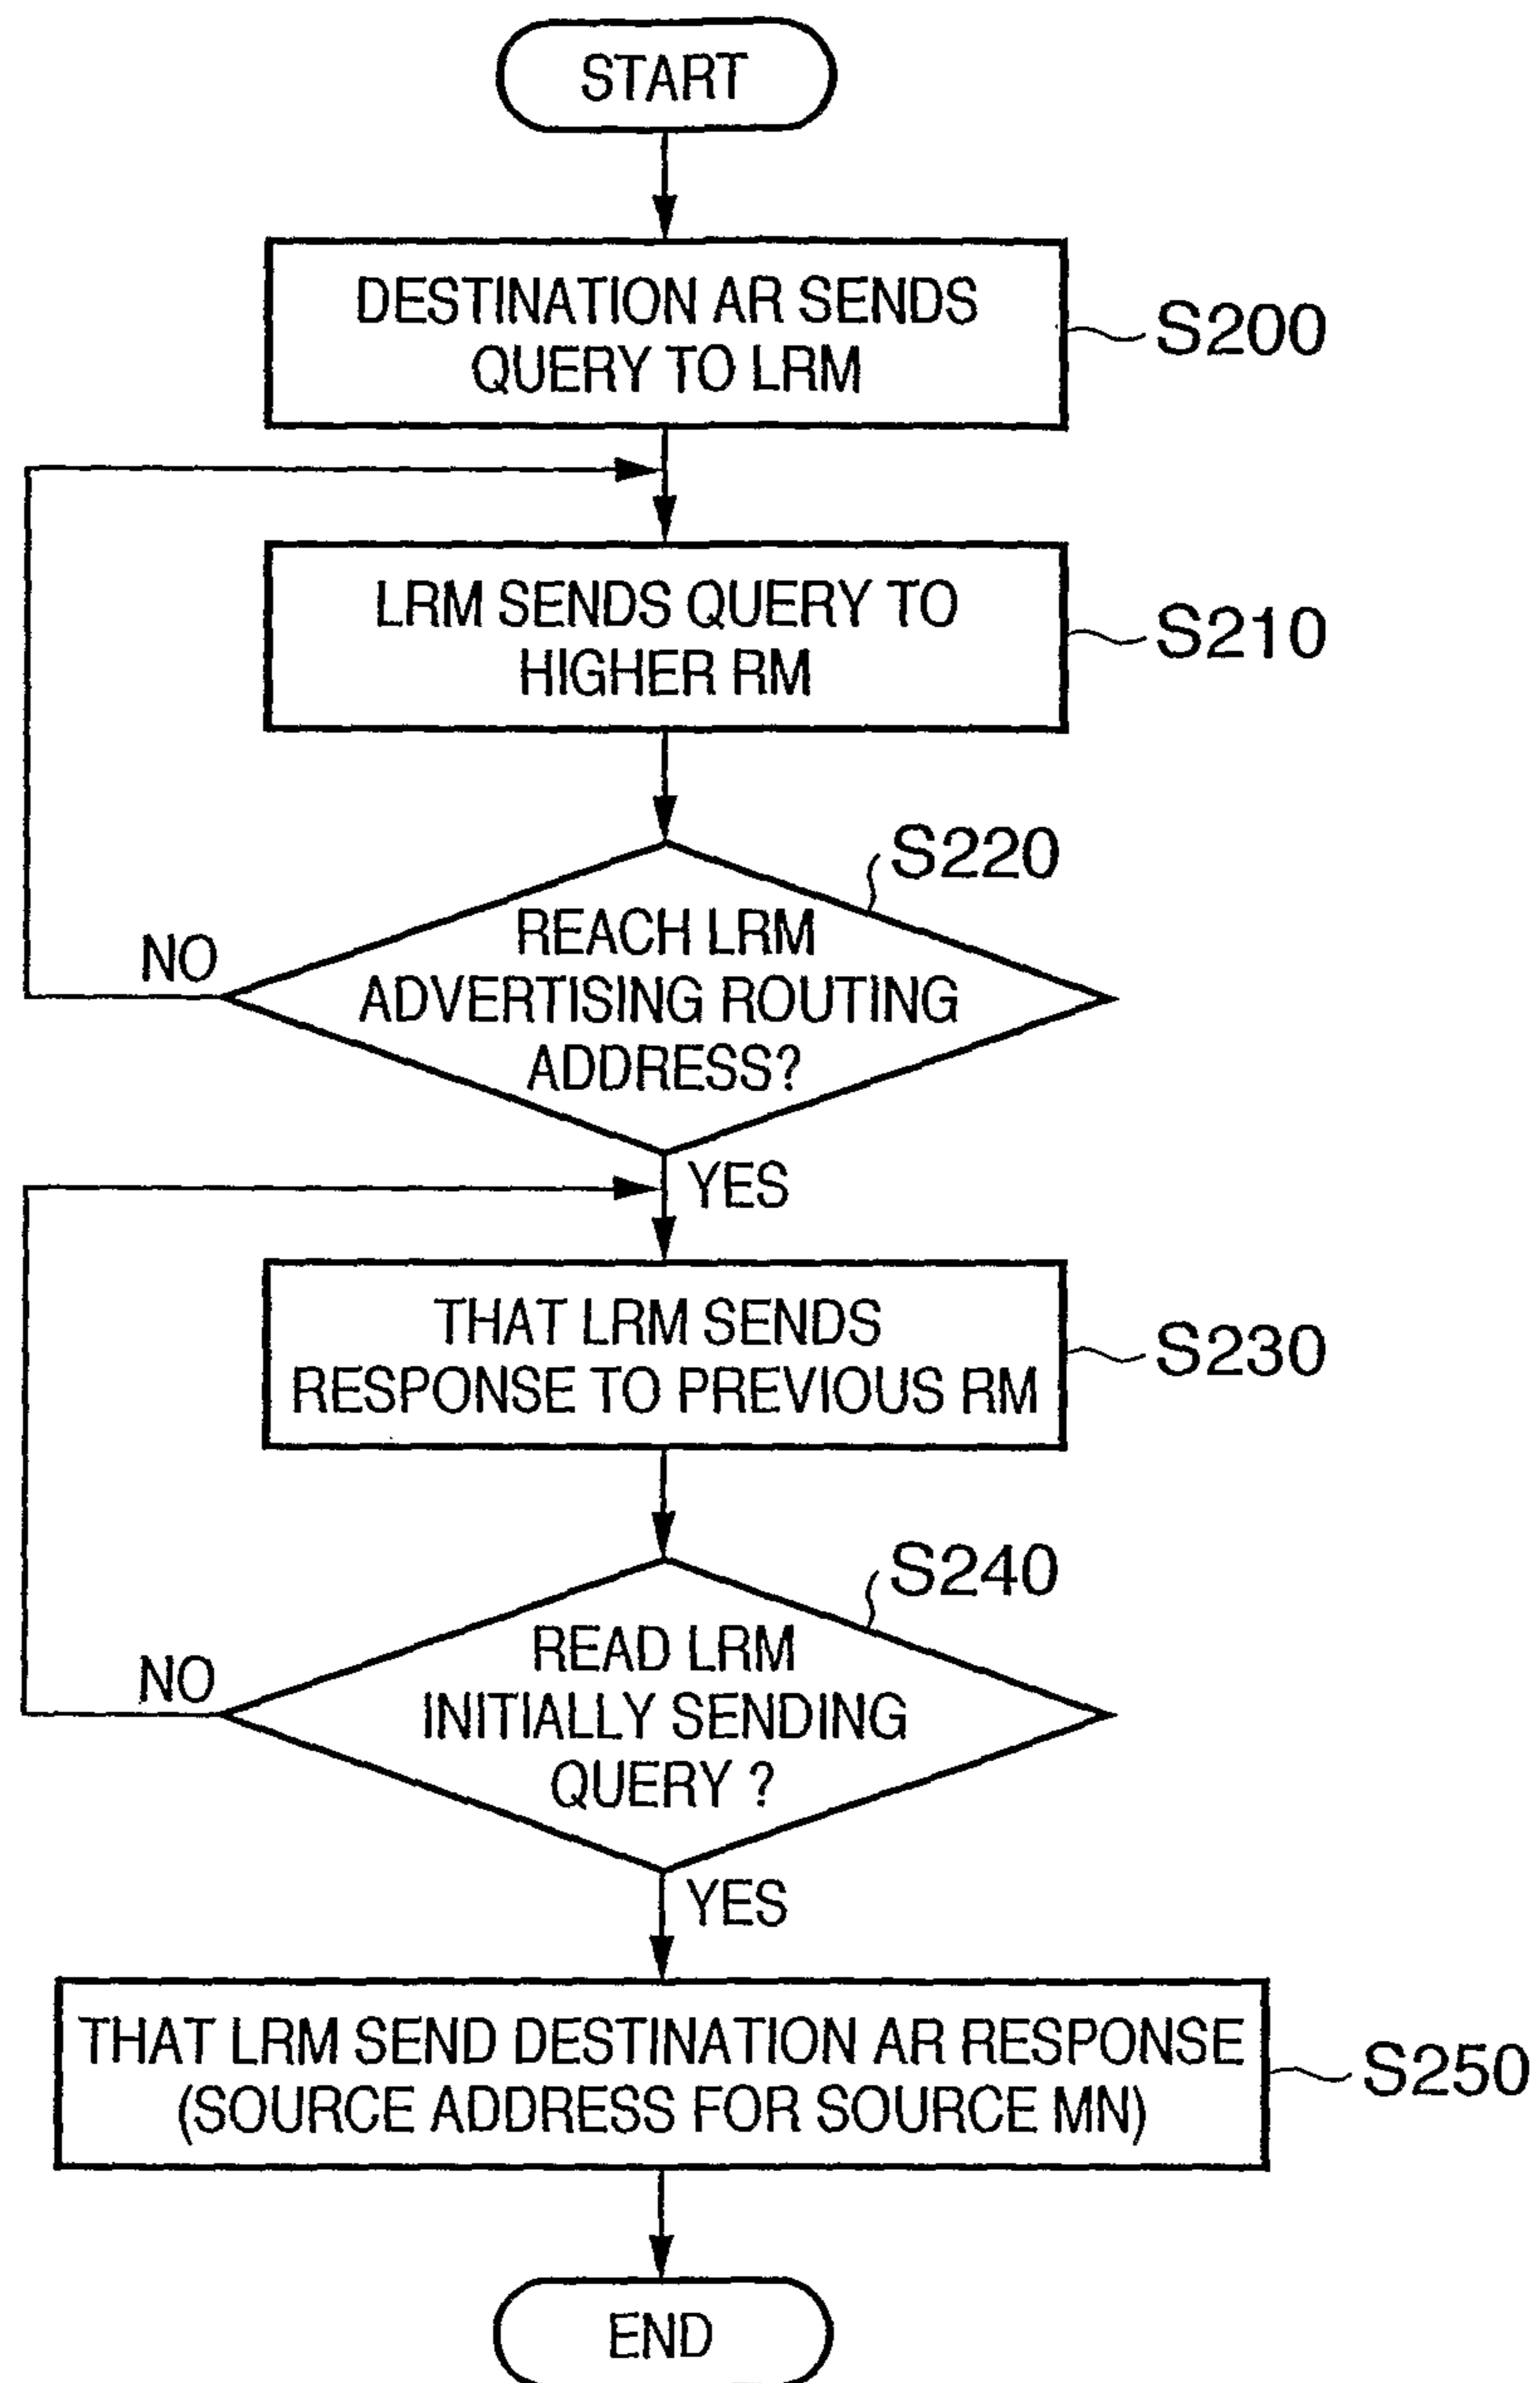 START
DESTINATION AR SENDS
QUERY TO LRM
S200
LRM SENDS QUERY TO
HIGHER RM
S210
S220
REACH LRM
ADVERTISING ROUTING
ADDRESS?
NO
YES
THAT LRM SENDS
RESPONSE TO PREVIOUS RM
S230
S240
READ LRM
INITIALLY SENDING
QUERY ?
NO
YES
THAT LRM SEND DESTINATION AR RESPONSE
(SOURCE ADDRESS FOR SOURCE MN)
S250
END